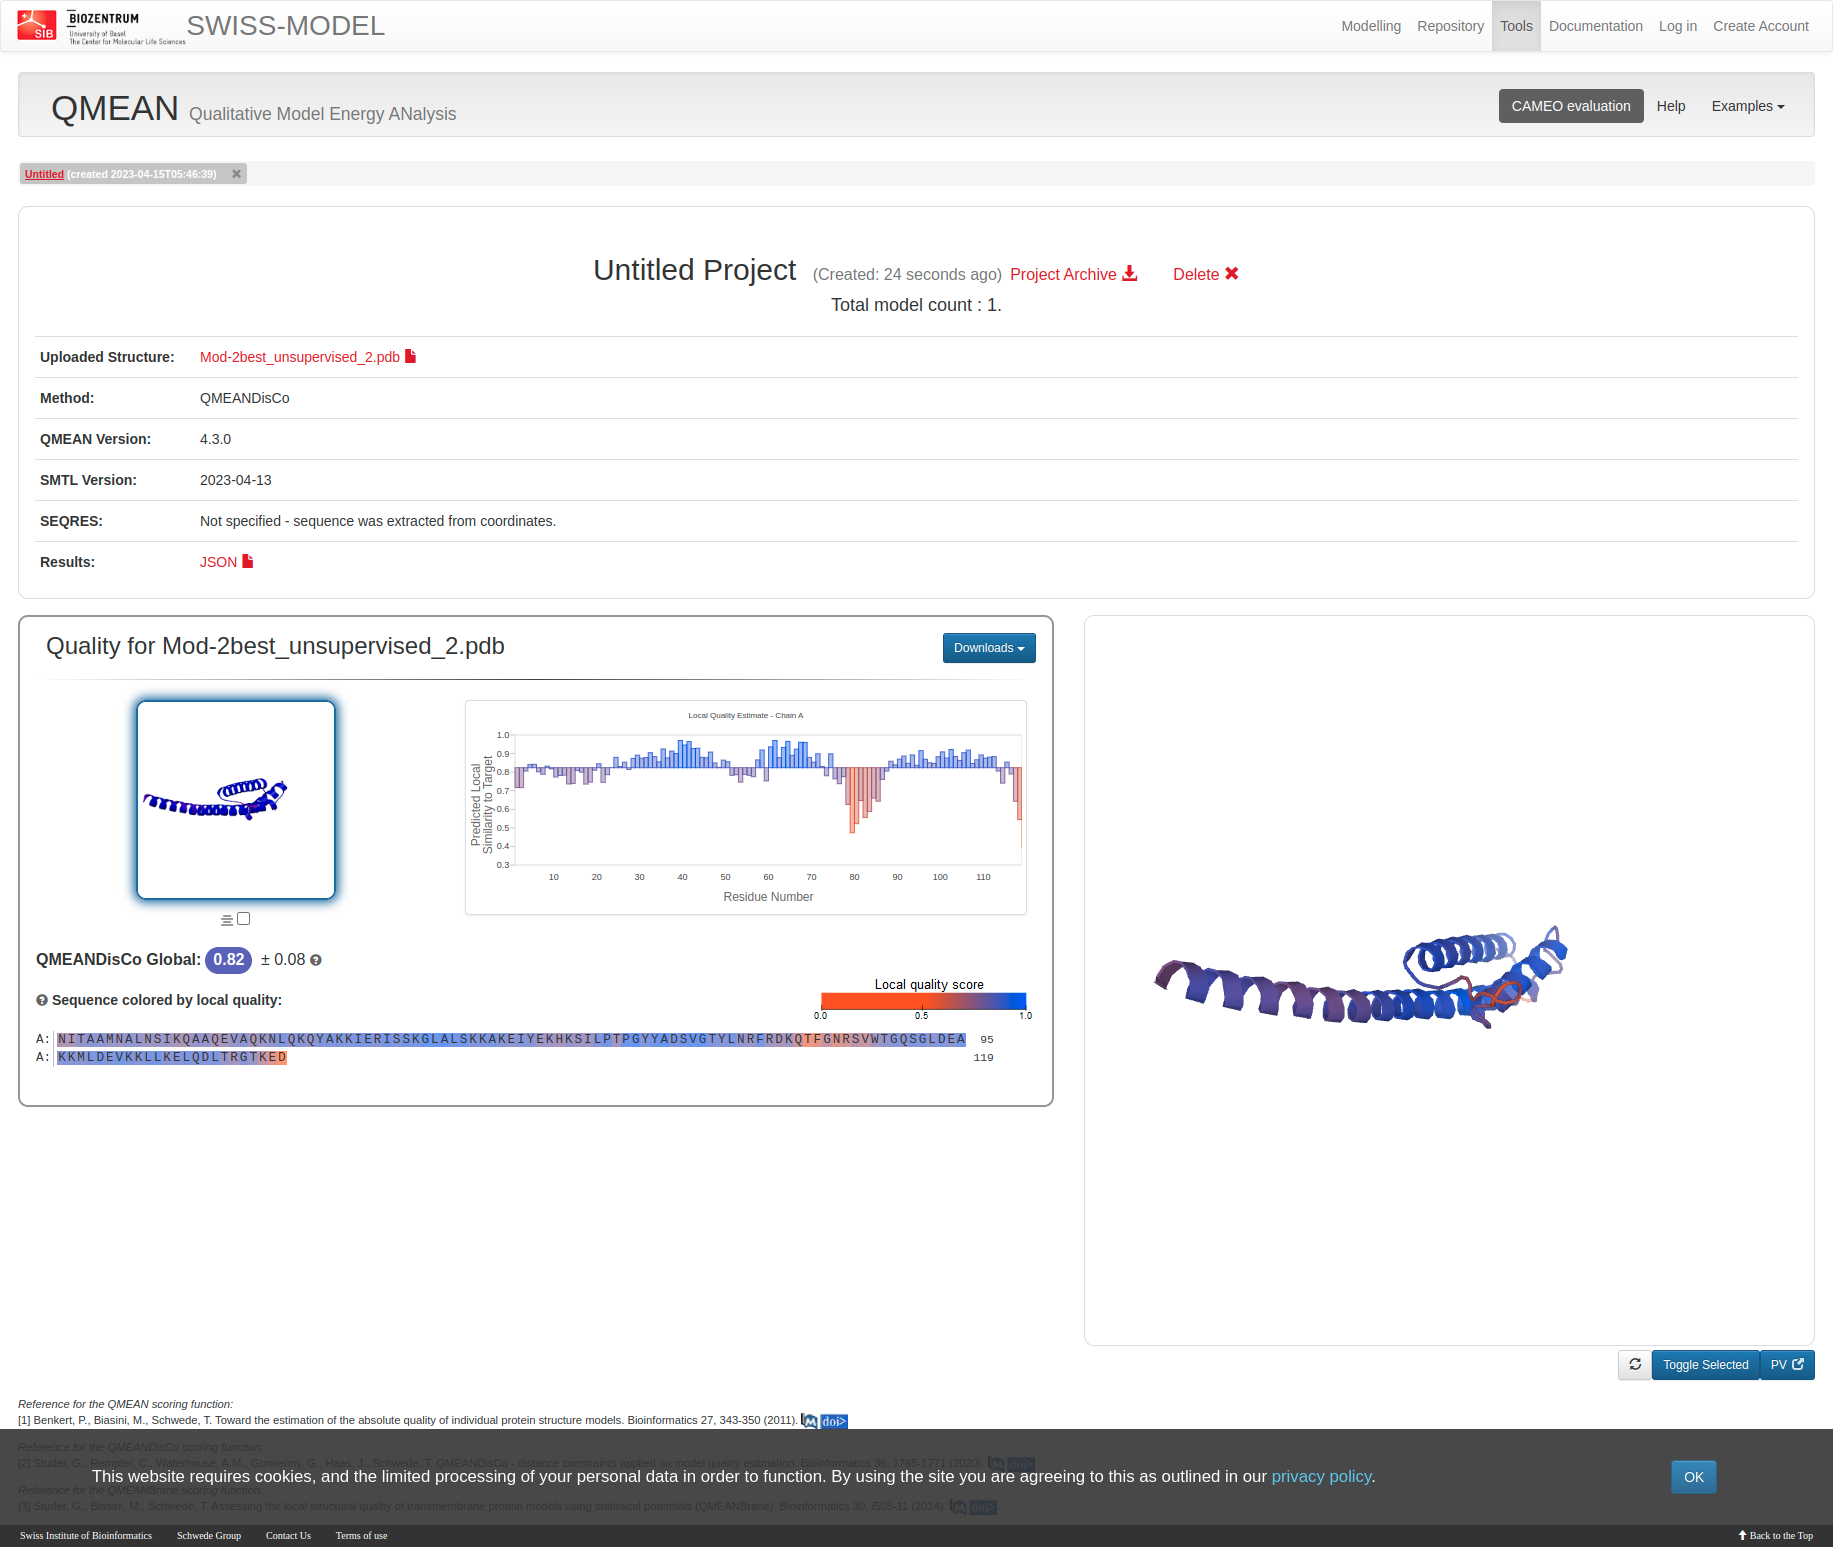 SIB
BIOZENTRUM
University of Basel
The Center for Molecular Life Sciences
SWISS-MODEL
Modelling Repository Tools Documentation Log in Create Account
QMEAN Qualitative Model Energy ANalysis
CAMEO evaluation Help Examples
Untitled (created 2023-04-15T05:46:39)
Untitled Project (Created: 24 seconds ago) Project Archive Delete
Total model count : 1.
Uploaded Structure: Mod-2best_unsupervised_2.pdb
Method: QMEANDisCo
QMEAN Version: 4.3.0
SMTL Version: 2023-04-13
SEQRES: Not specified - sequence was extracted from coordinates.
Results: JSON
Quality for Mod-2best_unsupervised_2.pdb
Downloads
Local Quality Estimate - Chain A
Predicted Local
Similarity to Target
1.0
0.9
0.8
0.7
0.6
0.5
0.4
0.3
10 20 30 40 50 60 70 80 90 100 110
Residue Number
QMEANDisCo Global: 0.82 ± 0.08
Sequence colored by local quality:
Local quality score
0.0 0.5 1.0
A: NITAAMNALNSIKQAAQEVAQKNLQKQYAKKIERISSKGLALSKKAKEIYEKHKSILPTPGYYADSVGTYLNRFRDKQTFGNRSVWTGQSGLDEA 95
A: KKMLDEVKKLLKELQDLTRGTKED 119
Toggle Selected PV
Reference for the QMEAN scoring function:
[1] Benkert, P., Biasini, M., Schwede, T. Toward the estimation of the absolute quality of individual protein structure models. Bioinformatics 27, 343-350 (2011). M doi>
Reference for the QMEANDisCo scoring function:
[2] Studer, G., Rempfer, C., Waterhouse, A.M., Gumienny, G., Haas, J., Schwede, T. QMEANDisCo - distance constraints applied on model quality estimation. Bioinformatics 36, 1765-1771 (2020). M doi>
This website requires cookies, and the limited processing of your personal data in order to function. By using the site you are agreeing to this as outlined in our privacy policy.
OK
Reference for the QMEANBrane scoring function:
[3] Studer, G., Biasini, M., Schwede, T. Assessing the local structural quality of transmembrane protein models using statistical potentials (QMEANBrane). Bioinformatics 30, i505-11 (2014). M doi>
Swiss Institute of Bioinformatics Schwede Group Contact Us Terms of use
Back to the Top